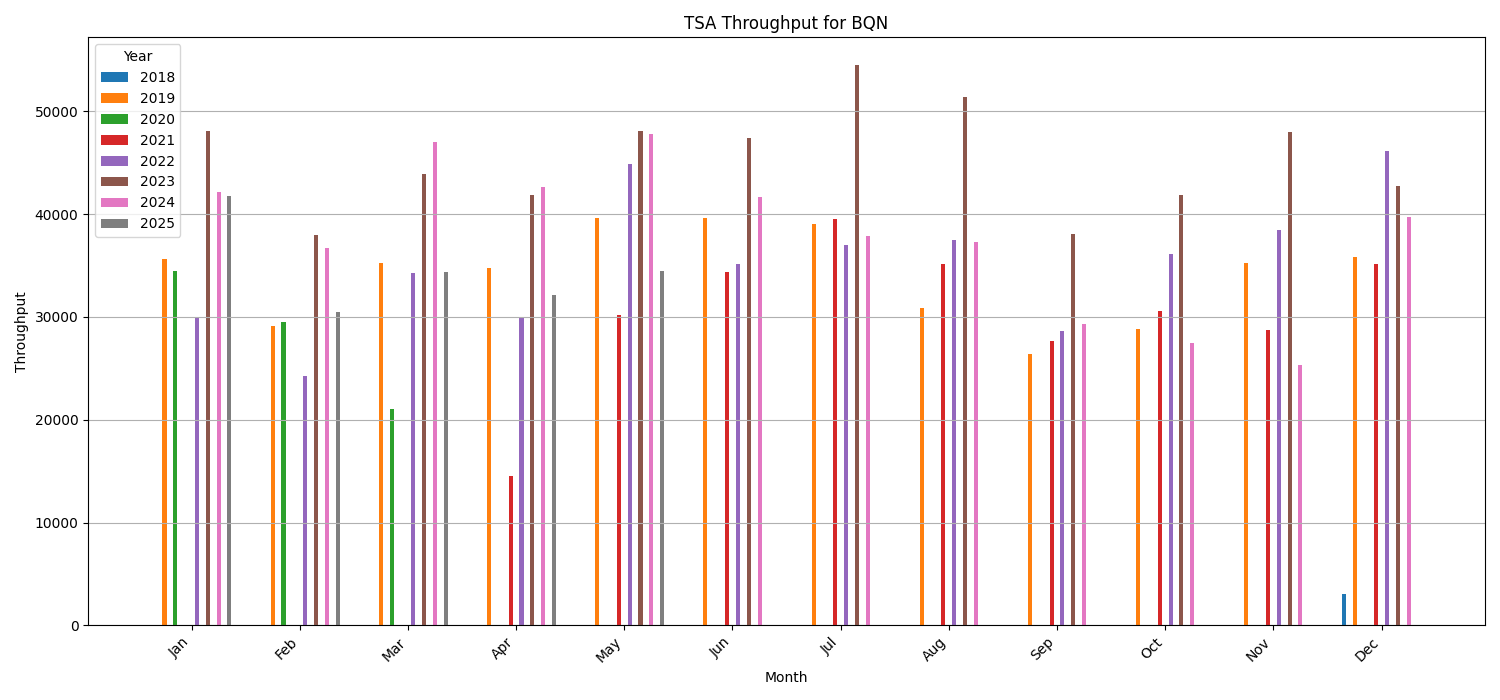 TSA Throughput for BQN
Year
2018
2019
2020
2021
2022
2023
2024
2025
Throughput
50000
40000
30000
20000
10000
0
Jan
Feb
Mar
Apr
May
Jun
Jul
Aug
Sep
Oct
Nov
Dec
Month